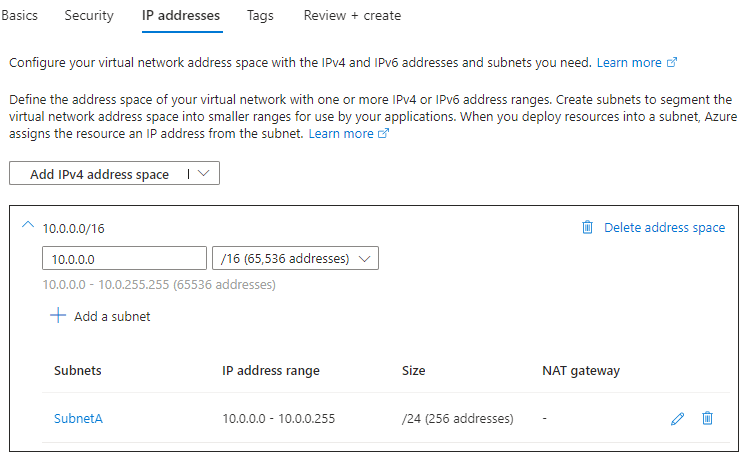 Basics Security IP addresses Tags Review + create
Configure your virtual network address space with the IPv4 and IPv6 addresses and subnets you need. Learn more
Define the address space of your virtual network with one or more IPv4 or IPv6 address ranges. Create subnets to segment the
virtual network address space into smaller ranges for use by your applications. When you deploy resources into a subnet, Azure
assigns the resource an IP address from the subnet. Learn more
Add IPv4 address space
10.0.0.0/16 Delete address space
10.0.0.0 /16 (65,536 addresses)
10.0.0.0 - 10.0.255.255 (65536 addresses)
Add a subnet
Subnets IP address range Size NAT gateway
SubnetA 10.0.0.0 - 10.0.0.255 /24 (256 addresses) -